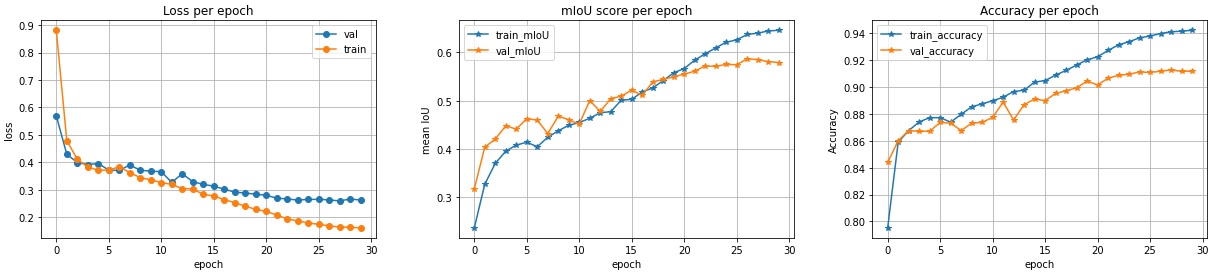 Loss per epoch
val
train
0.9
0.8
0.7
0.6
0.5
0.4
0.3
0.2
loss
0 5 10 15 20 25 30
epoch
mIoU score per epoch
train_mIoU
val_mIoU
0.6
0.5
0.4
0.3
mean IoU
0 5 10 15 20 25 30
epoch
Accuracy per epoch
train_accuracy
val_accuracy
0.94
0.92
0.90
0.88
0.86
0.84
0.82
0.80
Accuracy
0 5 10 15 20 25 30
epoch